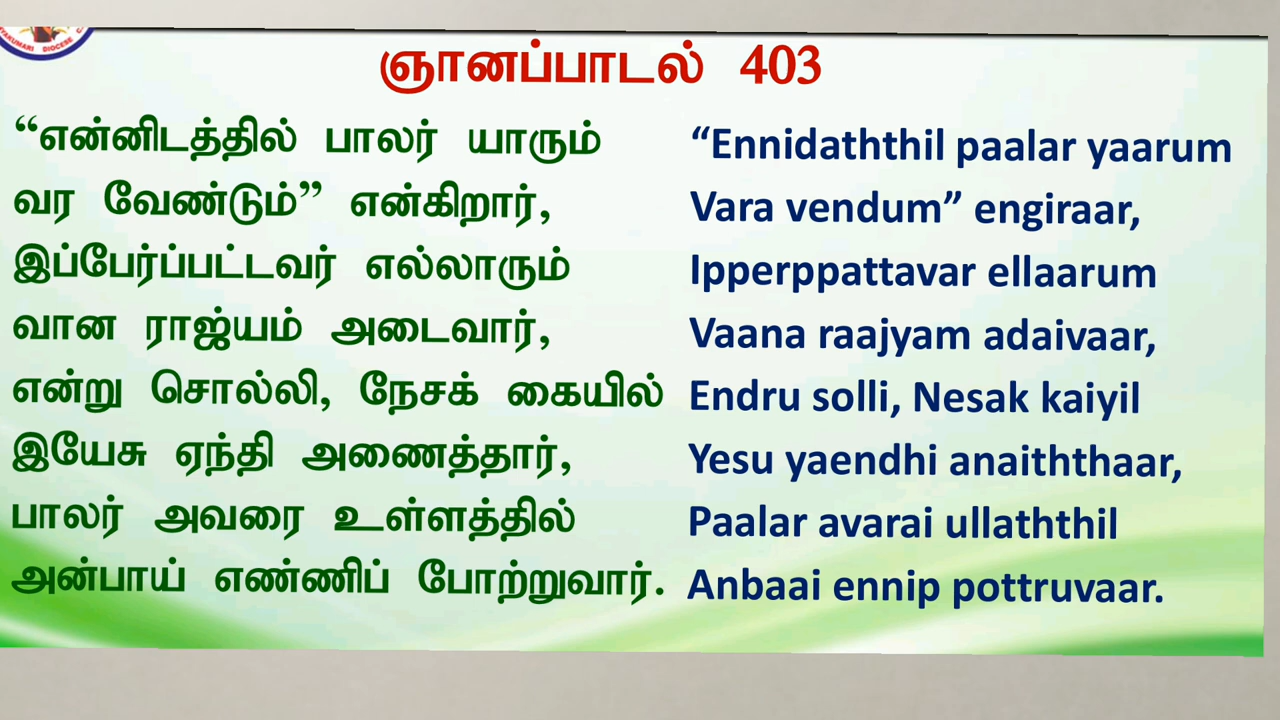 YAKUMARI DIOCESE C
ஞானப்பாடல் 403
“என்னிடத்தில் பாலர் யாரும்
வர வேண்டும்” என்கிறார்,
இப்பேர்ப்பட்டவர் எல்லாரும்
வான ராஜ்யம் அடைவார்,
என்று சொல்லி, நேசக் கையில்
இயேசு ஏந்தி அணைத்தார்,
பாலர் அவரை உள்ளத்தில்
அன்பாய் எண்ணிப் போற்றுவார்.
“Ennidaththil paalar yaarum
Vara vendum” engiraar,
Ipperppattavar ellaarum
Vaana raajyam adaivaar,
Endru solli, Nesak kaiyil
Yesu yaendhi anaiththaar,
Paalar avarai ullaththil
Anbaai ennip pottruvaar.